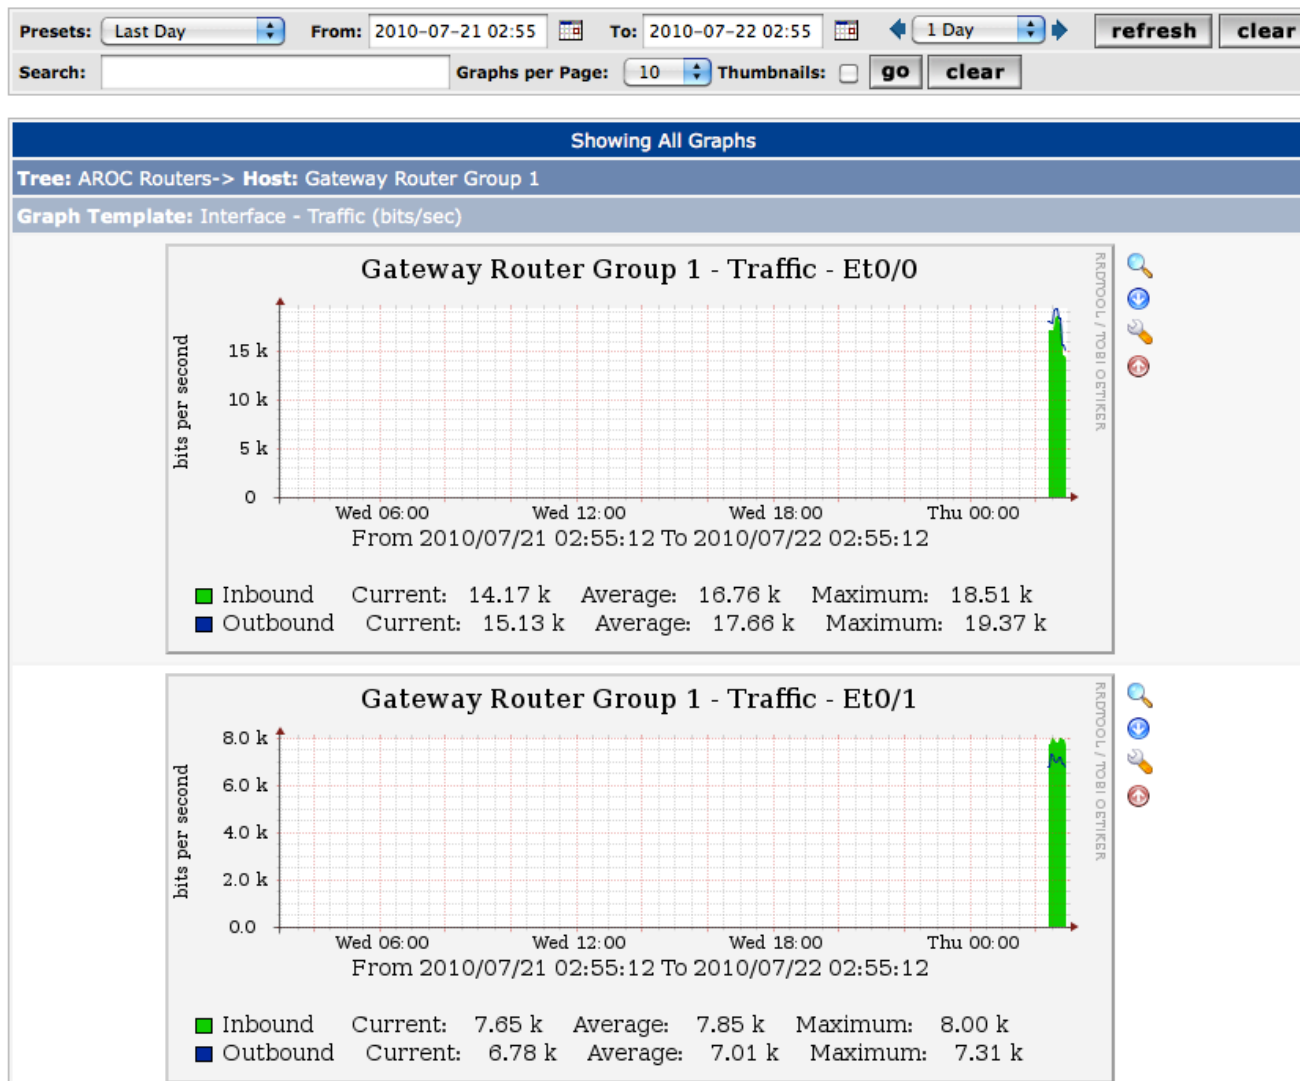 Presets: Last Day From: 2010-07-21 02:55 To: 2010-07-22 02:55 1 Day refresh clear
Search: Graphs per Page: 10 Thumbnails: go clear
Showing All Graphs
Tree: AROC Routers-> Host: Gateway Router Group 1
Graph Template: Interface - Traffic (bits/sec)
Gateway Router Group 1 - Traffic - Et0/0
RRDTOOL / TOBI OETIKER
bits per second
15 k
10 k
5 k
0
Wed 06:00 Wed 12:00 Wed 18:00 Thu 00:00
From 2010/07/21 02:55:12 To 2010/07/22 02:55:12
Inbound Current: 14.17 k Average: 16.76 k Maximum: 18.51 k
Outbound Current: 15.13 k Average: 17.66 k Maximum: 19.37 k
Gateway Router Group 1 - Traffic - Et0/1
RRDTOOL / TOBI OETIKER
bits per second
8.0 k
6.0 k
4.0 k
2.0 k
0.0
Wed 06:00 Wed 12:00 Wed 18:00 Thu 00:00
From 2010/07/21 02:55:12 To 2010/07/22 02:55:12
Inbound Current: 7.65 k Average: 7.85 k Maximum: 8.00 k
Outbound Current: 6.78 k Average: 7.01 k Maximum: 7.31 k